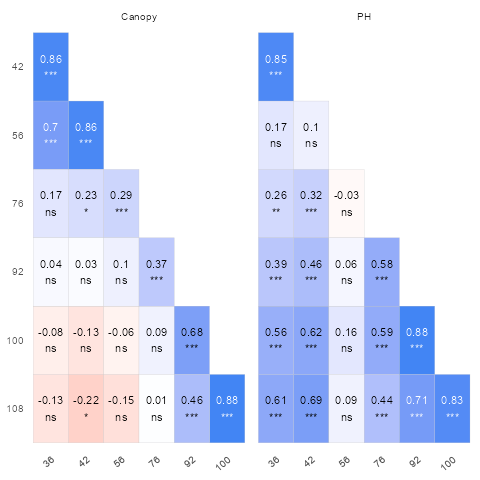 Canopy PH
42 0.86 0.85
*** ***
56 0.7 0.86 0.17 0.1
*** *** ns ns
76 0.17 0.23 0.29 0.26 0.32 -0.03
ns * *** ** *** ns
92 0.04 0.03 0.1 0.37 0.39 0.46 0.06 0.58
ns ns ns *** *** *** ns ***
100 -0.08 -0.13 -0.06 0.09 0.68 0.56 0.62 0.16 0.59 0.88
ns ns ns ns *** *** *** ns *** ***
108 -0.13 -0.22 -0.15 0.01 0.46 0.88 0.61 0.69 0.09 0.44 0.71 0.83
ns * ns ns *** *** *** *** ns *** *** ***
36 42 56 76 92 100 36 42 56 76 92 100